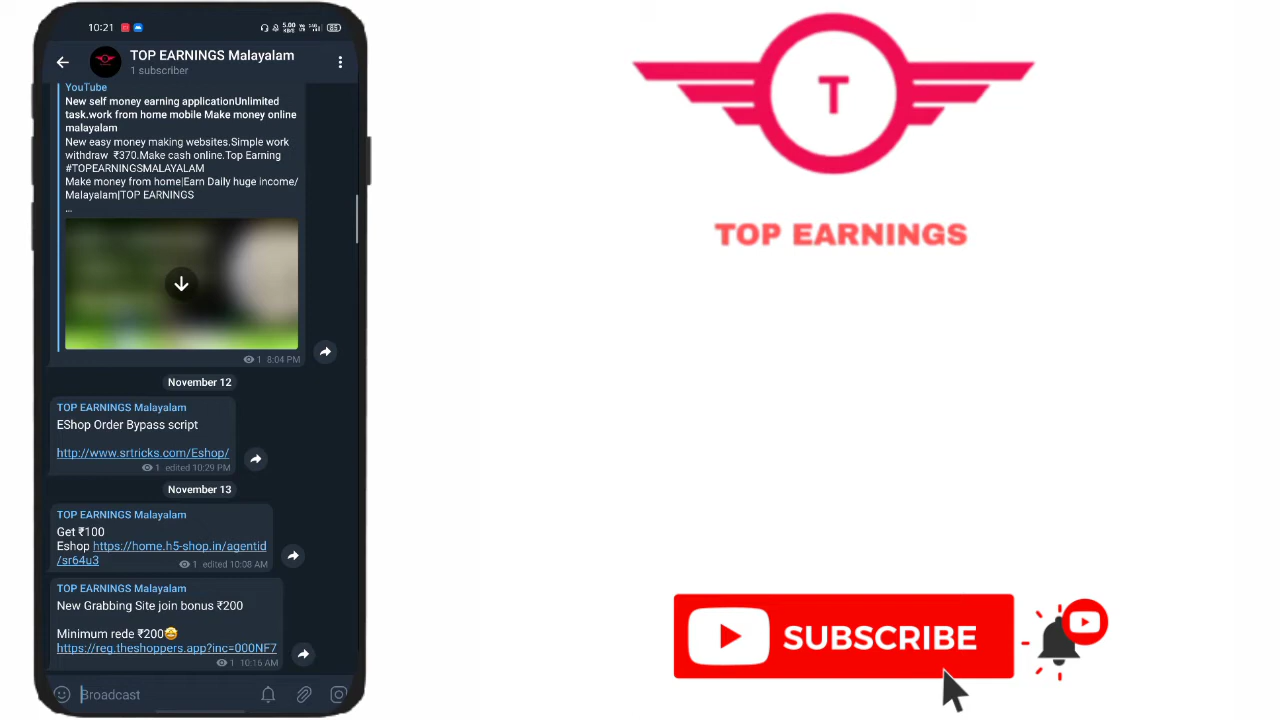 10:21
5.00
KB/S
TOP EARNINGS Malayalam
1 subscriber
YouTube
New self money earning applicationUnlimited
task.work from home mobile Make money online
malayalam
New easy money making websites.Simple work
withdraw ₹370.Make cash online.Top Earning
#TOPEARNINGSMALAYALAM
Make money from home|Earn Daily huge income/
Malayalam|TOP EARNINGS
...
1 8:04 PM
November 12
TOP EARNINGS Malayalam
EShop Order Bypass script
http://www.srtricks.com/Eshop/
1 edited 10:29 PM
November 13
TOP EARNINGS Malayalam
Get ₹100
Eshop https://home.h5-shop.in/agentid
/sr64u3
1 edited 10:08 AM
TOP EARNINGS Malayalam
New Grabbing Site join bonus ₹200
Minimum rede ₹200🤩
https://reg.theshoppers.app?inc=000NF7
1 10:16 AM
Broadcast
T
TOP EARNINGS
SUBSCRIBE